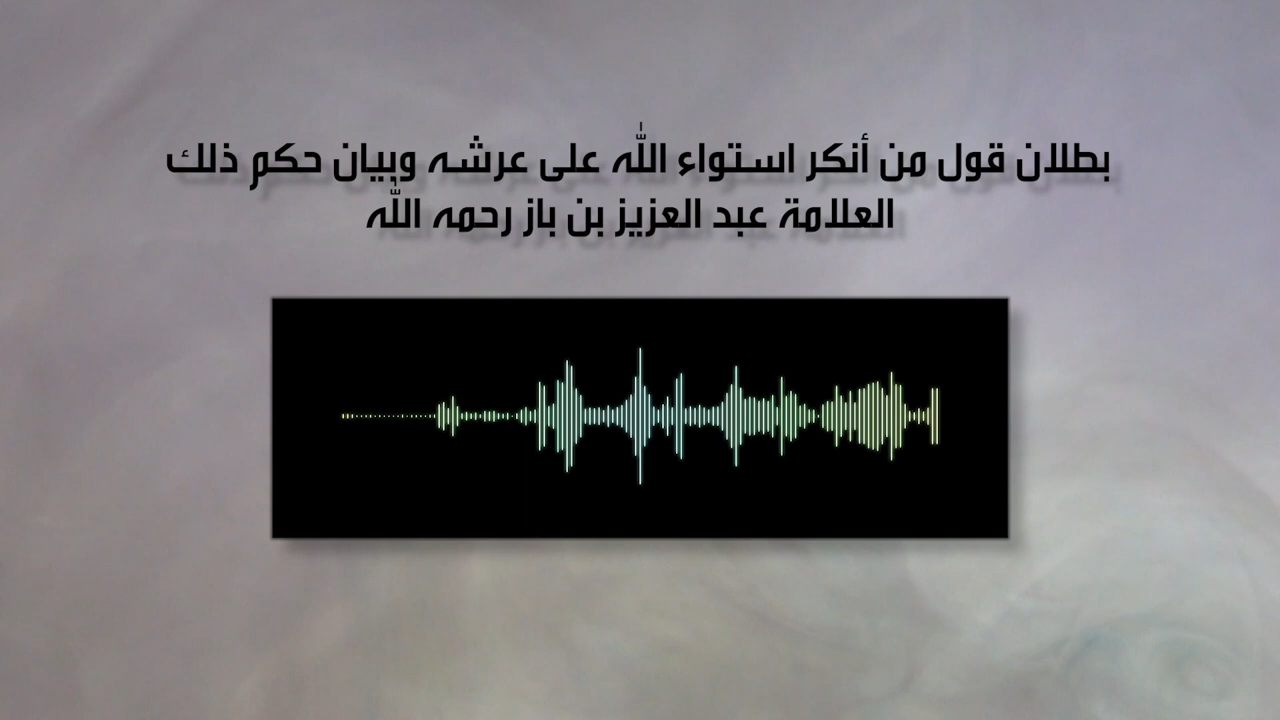 بطلان قول من أنكر استواء الله على عرشه وبيان حكم ذلك
العلامة عبد العزيز بن باز رحمه الله